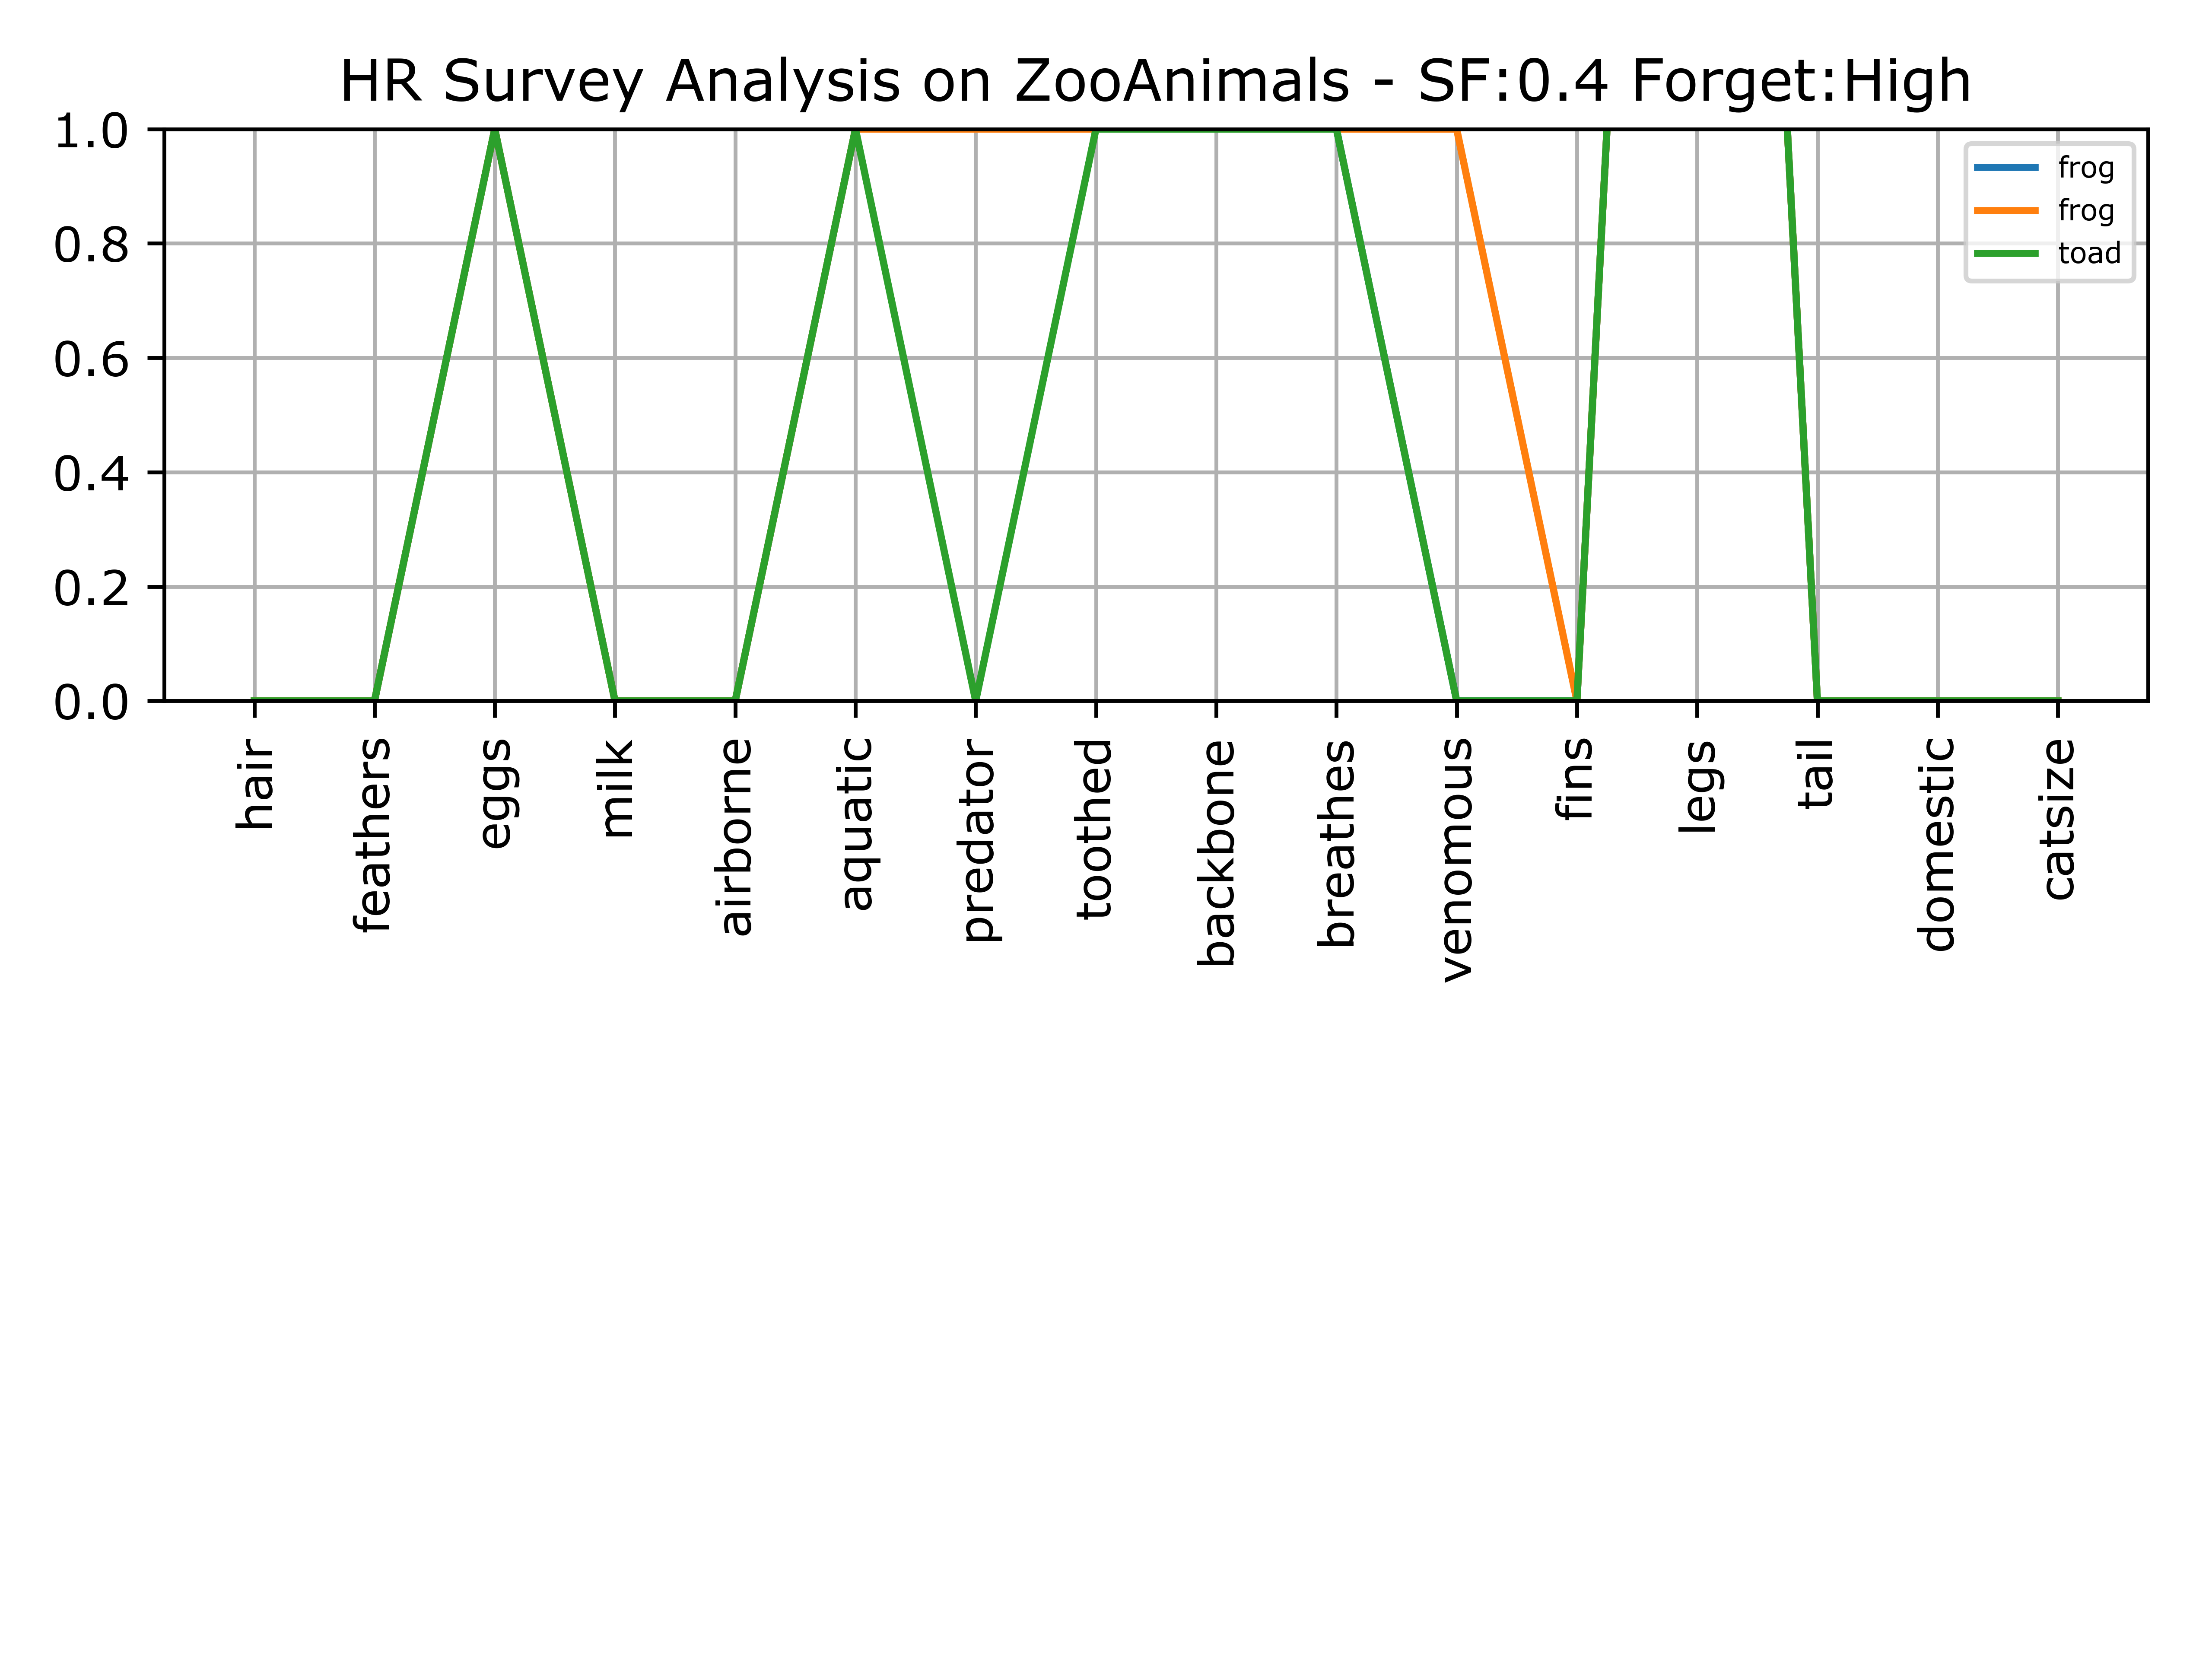 HR Survey Analysis on ZooAnimals - SF:0.4 Forget:High
1.0
0.8
0.6
0.4
0.2
0.0
frog
frog
toad
hair
feathers
eggs
milk
airborne
aquatic
predator
toothed
backbone
breathes
venomous
fins
legs
tail
domestic
catsize